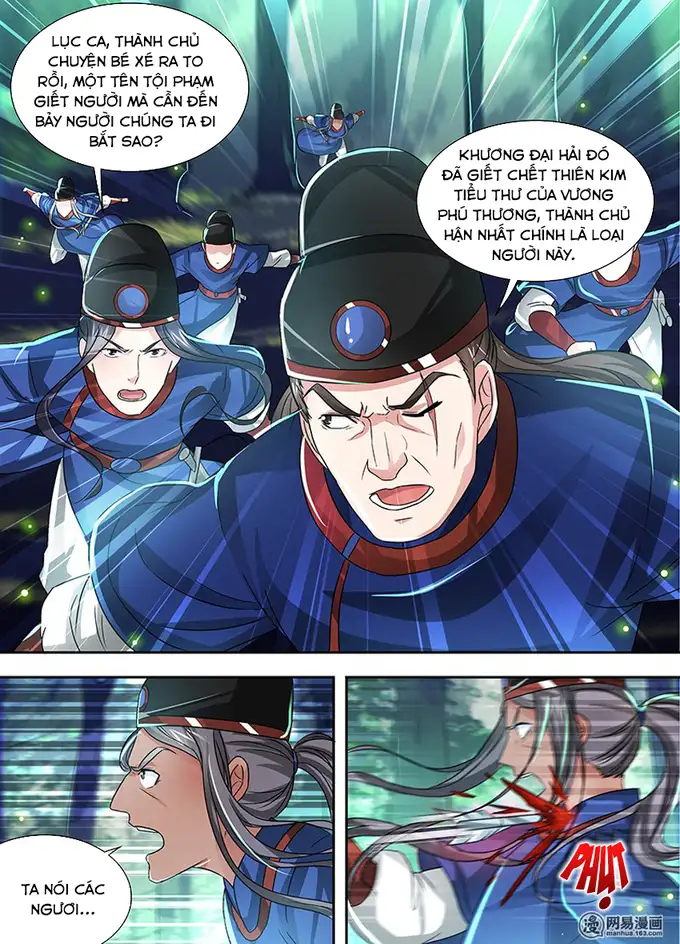 LỤC CA, THÀNH CHỦ
CHUYỆN BÉ XÉ RA TO
RỒI, MỘT TÊN TỘI PHẠM
GIẾT NGƯỜI MÀ CẨN ĐẾN
BẢY NGƯỜI CHÚNG TA ĐI
BẮT SAO?
KHƯƠNG ĐẠI HẢI ĐÓ
ĐÃ GIẾT CHẾT THIÊN KIM
TIỂU THƯ CỦA VƯƠNG
PHÚ THƯƠNG, THÀNH CHỦ
HẬN NHẤT CHÍNH LÀ LOẠI
NGƯỜI NÀY.
TA NÓI CÁC
NGƯƠI...
PHỤT
网易漫画
manhua.163.com